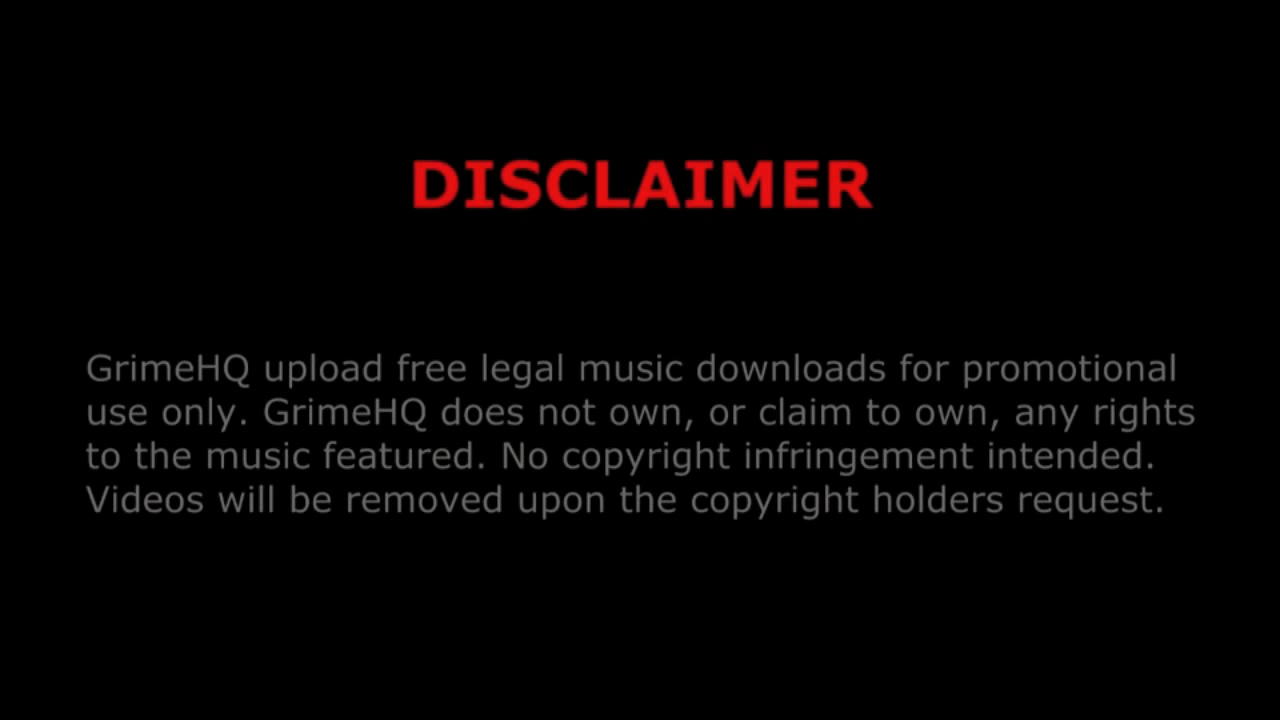 DISCLAIMER
GrimeHQ upload free legal music downloads for promotional
use only. GrimeHQ does not own, or claim to own, any rights
to the music featured. No copyright infringement intended.
Videos will be removed upon the copyright holders request.